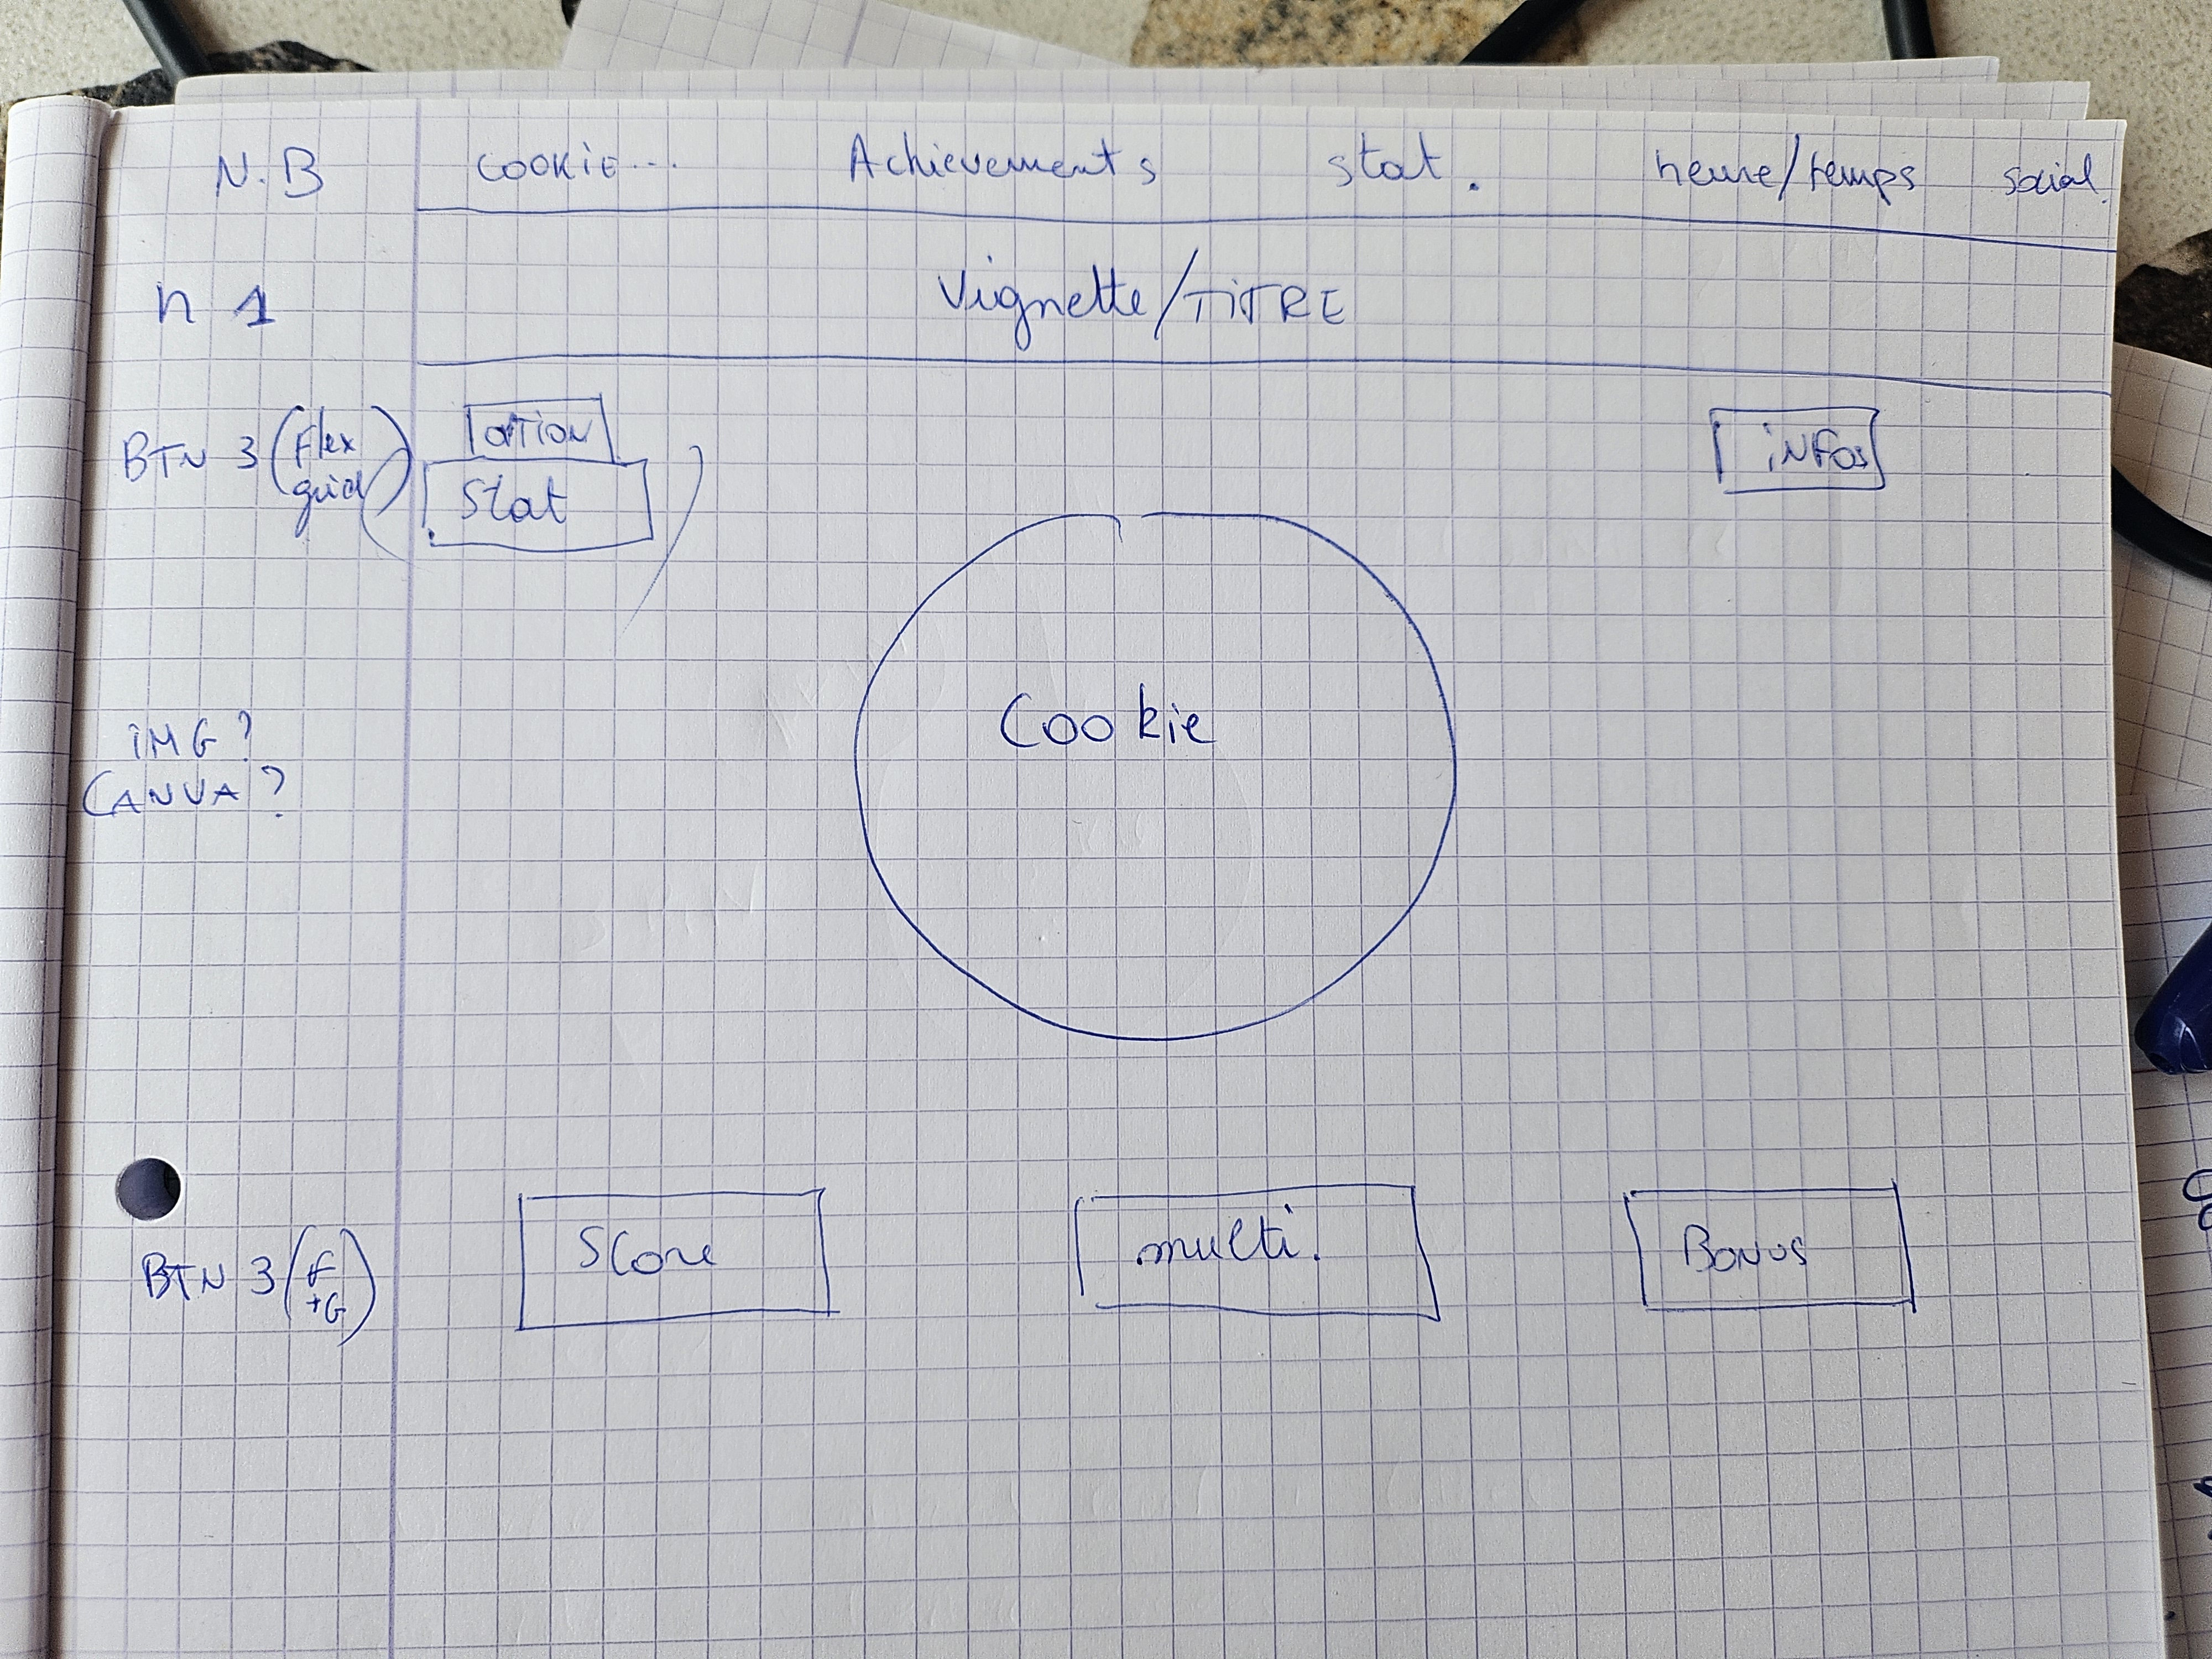 N.B cookie... Achievements stat. heure/temps social.
h 1 Vignette/TITRE
BTN 3 (Flex grid) OPTION iNFos
Stat
iMG?
CANVA?
Cookie
BTN 3 (F +G) Score multi. Bonus